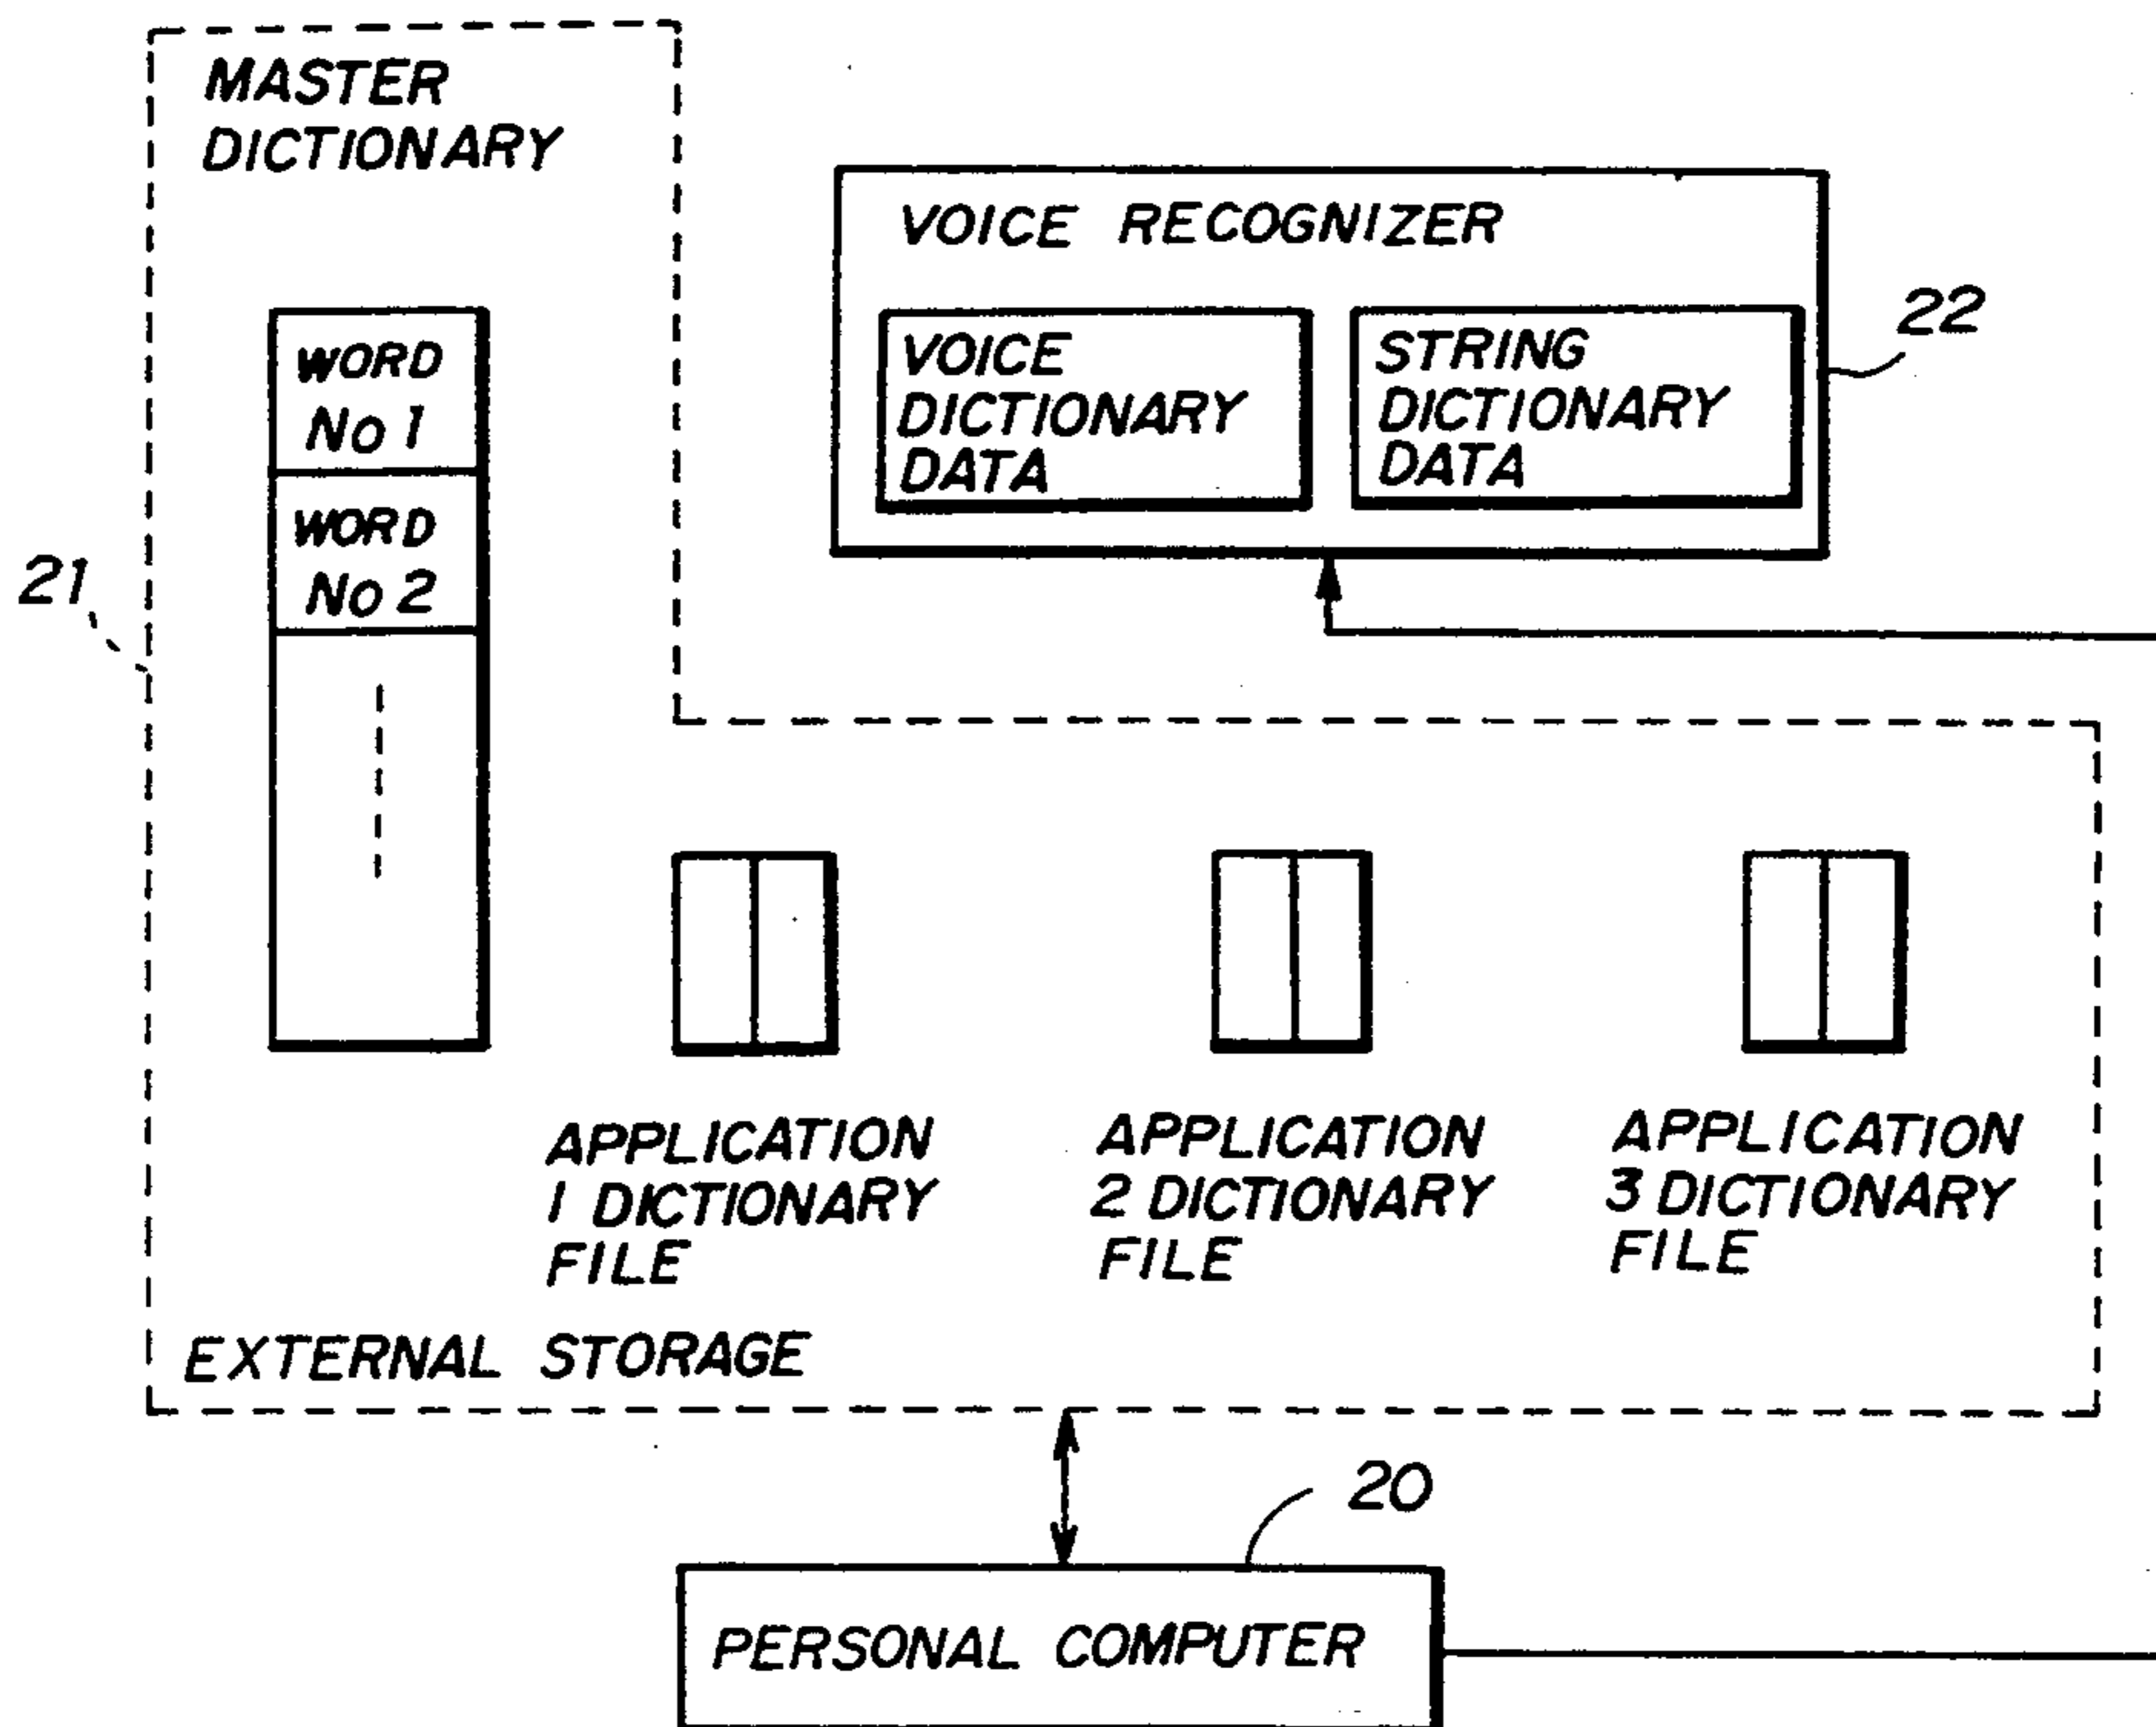 MASTER
DICTIONARY
VOICE RECOGNIZER
WORD
No 1
VOICE
DICTIONARY
DATA
STRING
DICTIONARY
DATA
22
WORD
No 2
21
APPLICATION
1 DICTIONARY
FILE
APPLICATION
2 DICTIONARY
FILE
APPLICATION
3 DICTIONARY
FILE
EXTERNAL STORAGE
20
PERSONAL COMPUTER